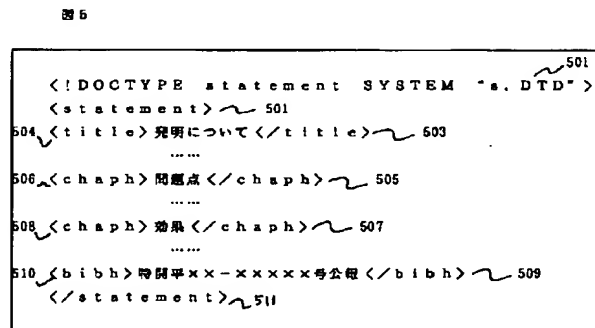 図5
501
<!DOCTYPE statement SYSTEM "s.DTD">
<statement> 501
504 <title>発明について</title> 503
……
506 <chaph>問題点</chaph> 505
……
508 <chaph>効果</chaph> 507
……
510 <bibh>特開平××-×××××号公報</bibh> 509
</statement> 511